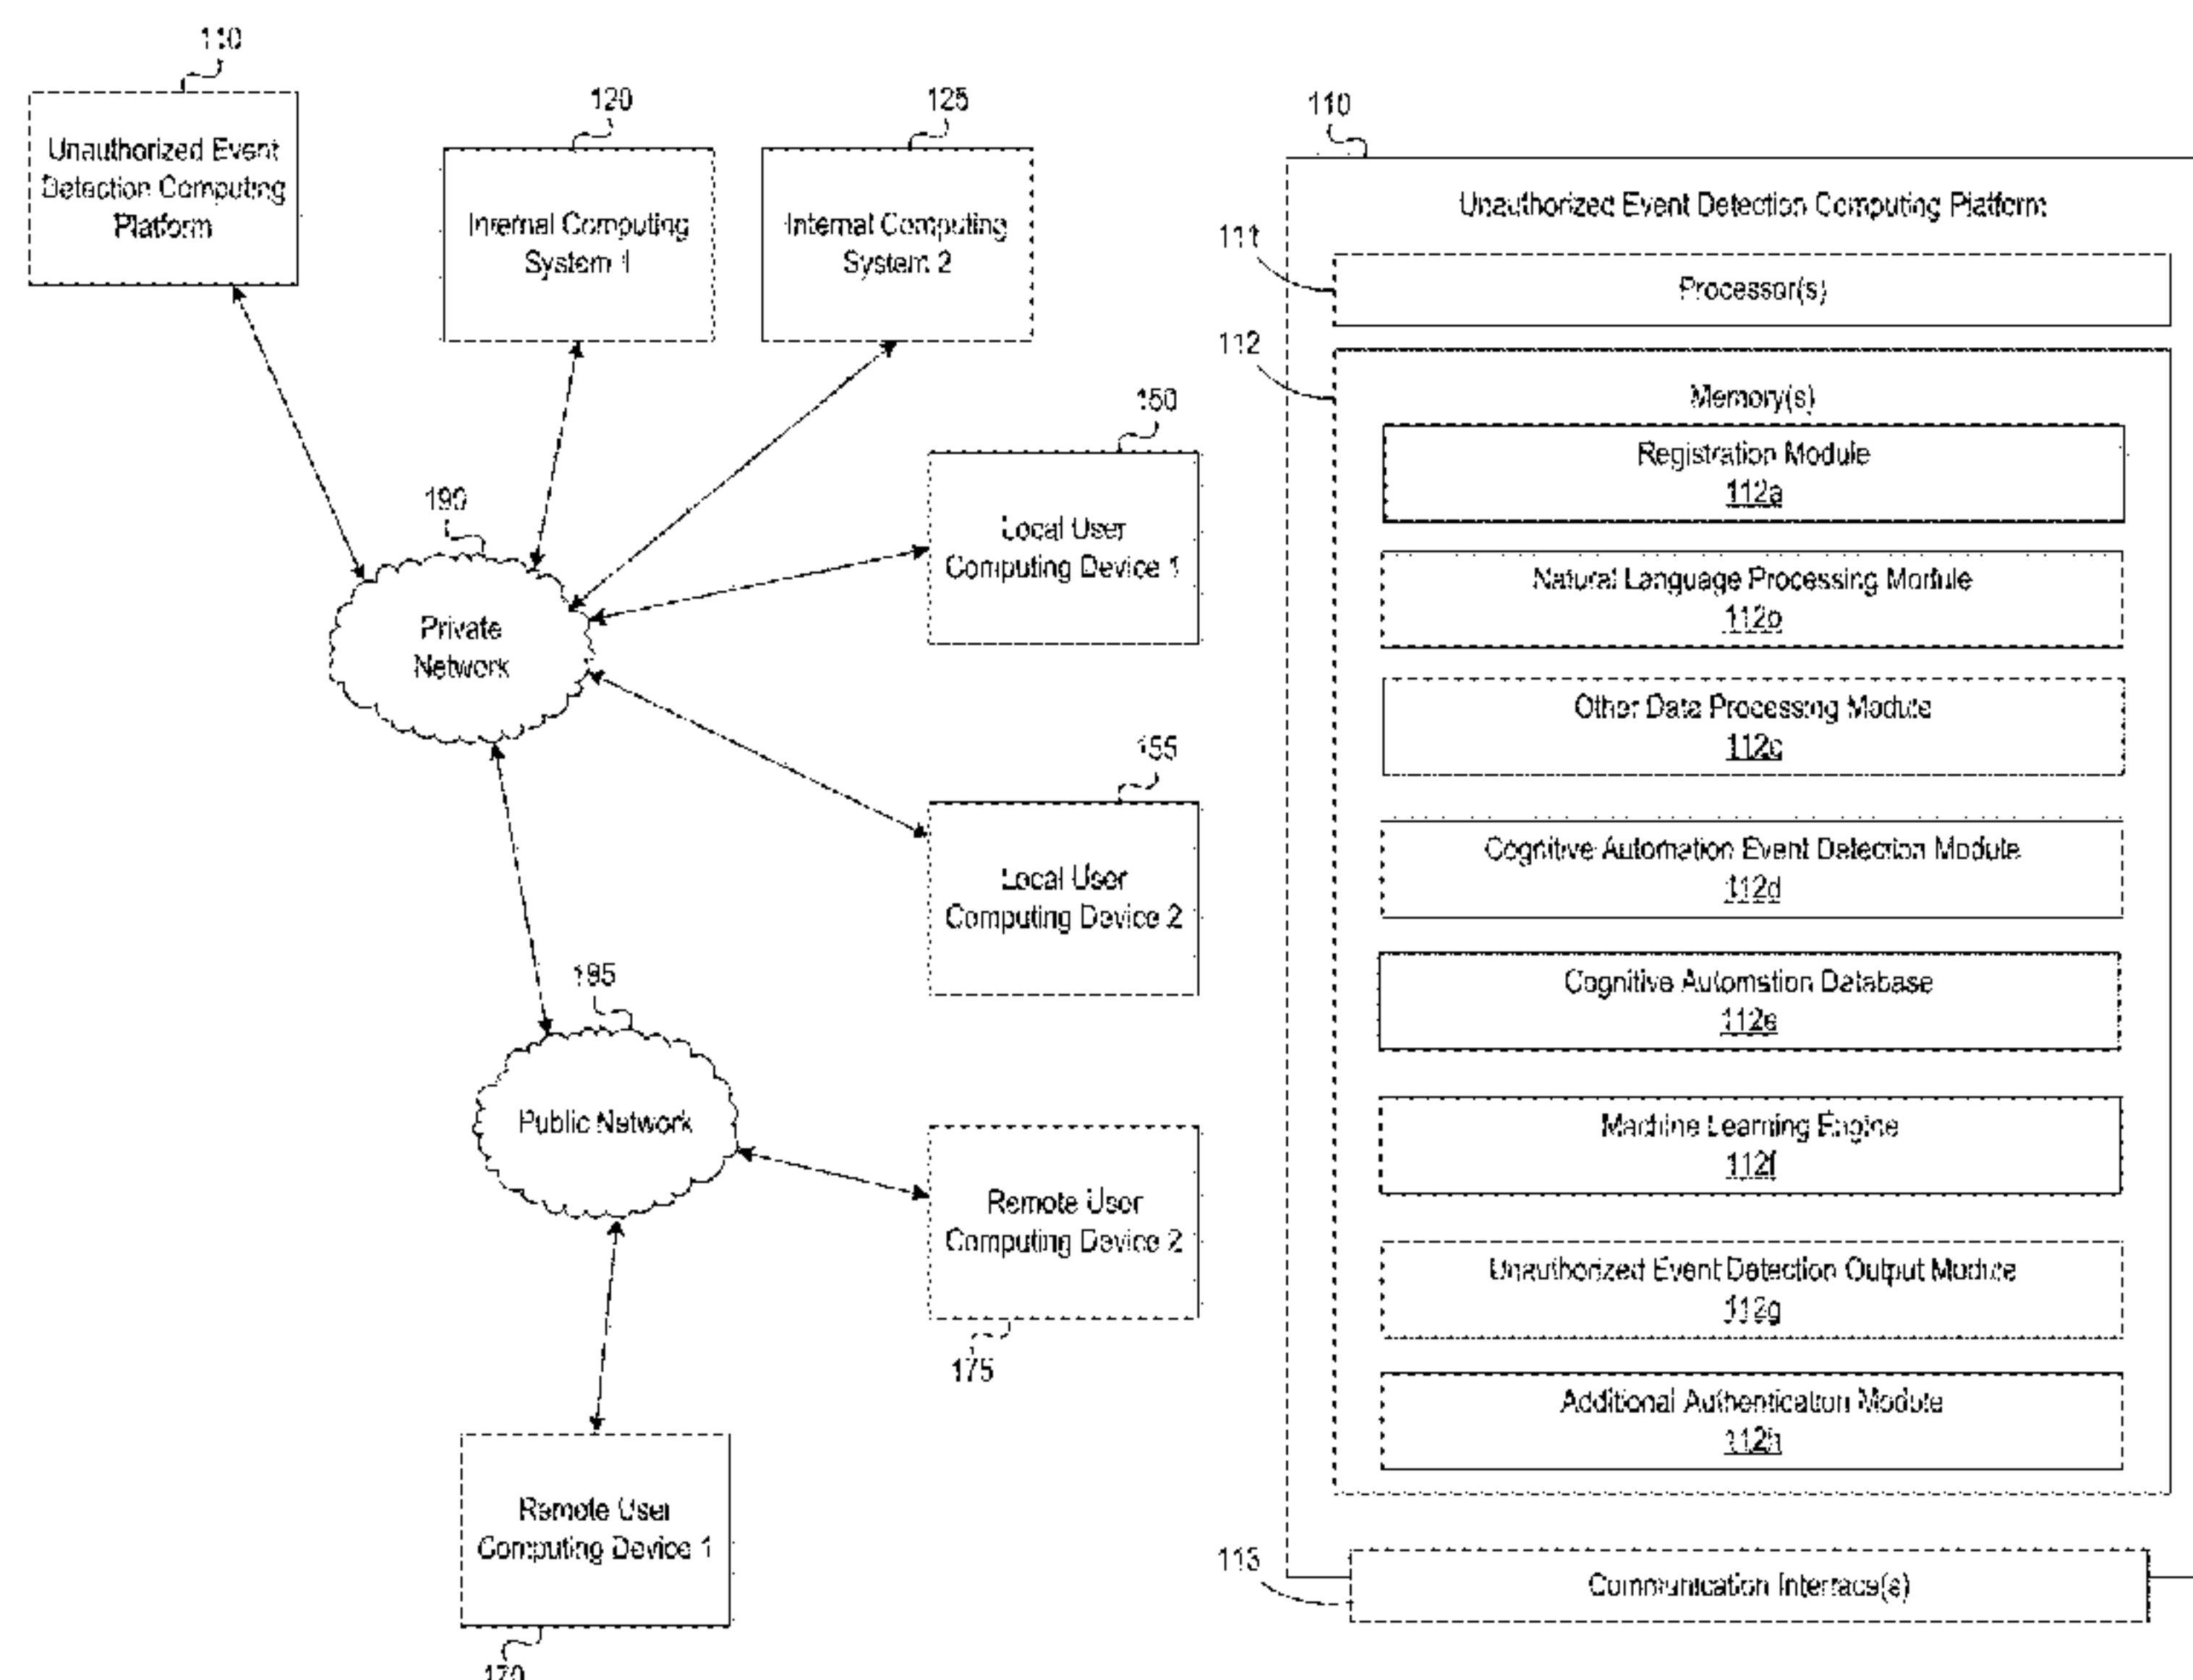 110
Unauthorized Event
Detection Computing
Platform
120
Internal Computing
System 1
125
Internal Computing
System 2
150
Local User
Computing Device 1
190
Private
Network
155
Local User
Computing Device 2
195
Public Network
Remote User
Computing Device 2
175
Remote User
Computing Device 1
170
110
Unauthorized Event Detection Computing Platform
111
Processor(s)
112
Memory(s)
Registration Module
112a
Natural Language Processing Module
112b
Other Data Processing Module
112c
Cognitive Automation Event Detection Module
112d
Cognitive Automation Database
112e
Machine Learning Engine
112f
Unauthorized Event Detection Output Module
112g
Additional Authentication Module
112h
113
Communication Interface(s)